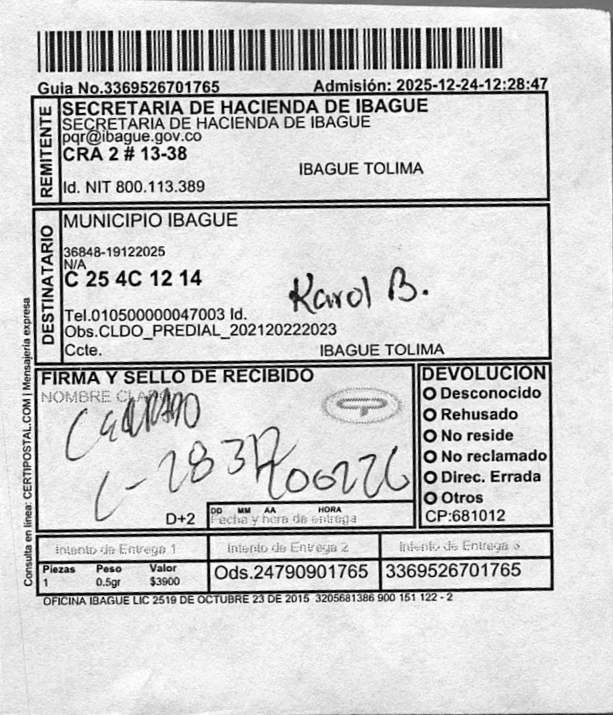 Guia No.3369526701765 Admisión: 2025-12-24-12:28:47
REMITENTE
SECRETARIA DE HACIENDA DE IBAGUE
SECRETARIA DE HACIENDA DE IBAGUE
pqr@ibague.gov.co
CRA 2 # 13-38
IBAGUE TOLIMA
Id. NIT 800.113.389
DESTINATARIO
MUNICIPIO IBAGUE
36848-19122025
N/A
C 25 4C 12 14
Karol B.
Tel.010500000047003 Id.
Obs.CLDO_PREDIAL_202120222023
Ccte. IBAGUE TOLIMA
Consulta en linea: CERTIPOSTAL.COM | Mensajería expresa
FIRMA Y SELLO DE RECIBIDO
NOMBRE CLARO
D+2
DD MM AA HORA
Fecha y hora de entrega
DEVOLUCION
Desconocido
Rehusado
No reside
No reclamado
Direc. Errada
Otros
CP:681012
Intento de Entrega 1 Intento de Entrega 2 Intento de Entrega 3
Piezas Peso Valor
1 0.5gr $3900
Ods.24790901765 3369526701765
OFICINA IBAGUE LIC 2519 DE OCTUBRE 23 DE 2015 3205681386 900 151 122 - 2